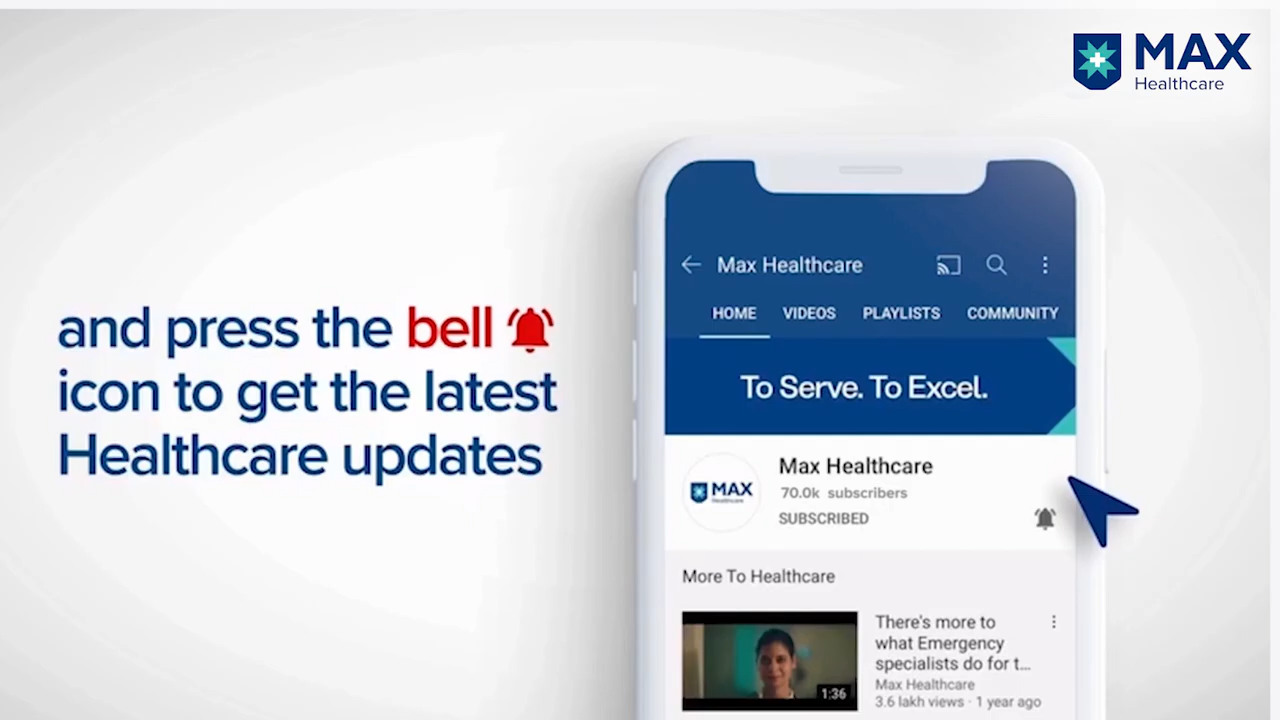 MAX
Healthcare
and press the bell
icon to get the latest
Healthcare updates
Max Healthcare
HOME VIDEOS PLAYLISTS COMMUNITY
To Serve. To Excel.
MAX
Healthcare
Max Healthcare
70.0k subscribers
SUBSCRIBED
More To Healthcare
There's more to
what Emergency
specialists do for t...
Max Healthcare
3.6 lakh views · 1 year ago
1:36